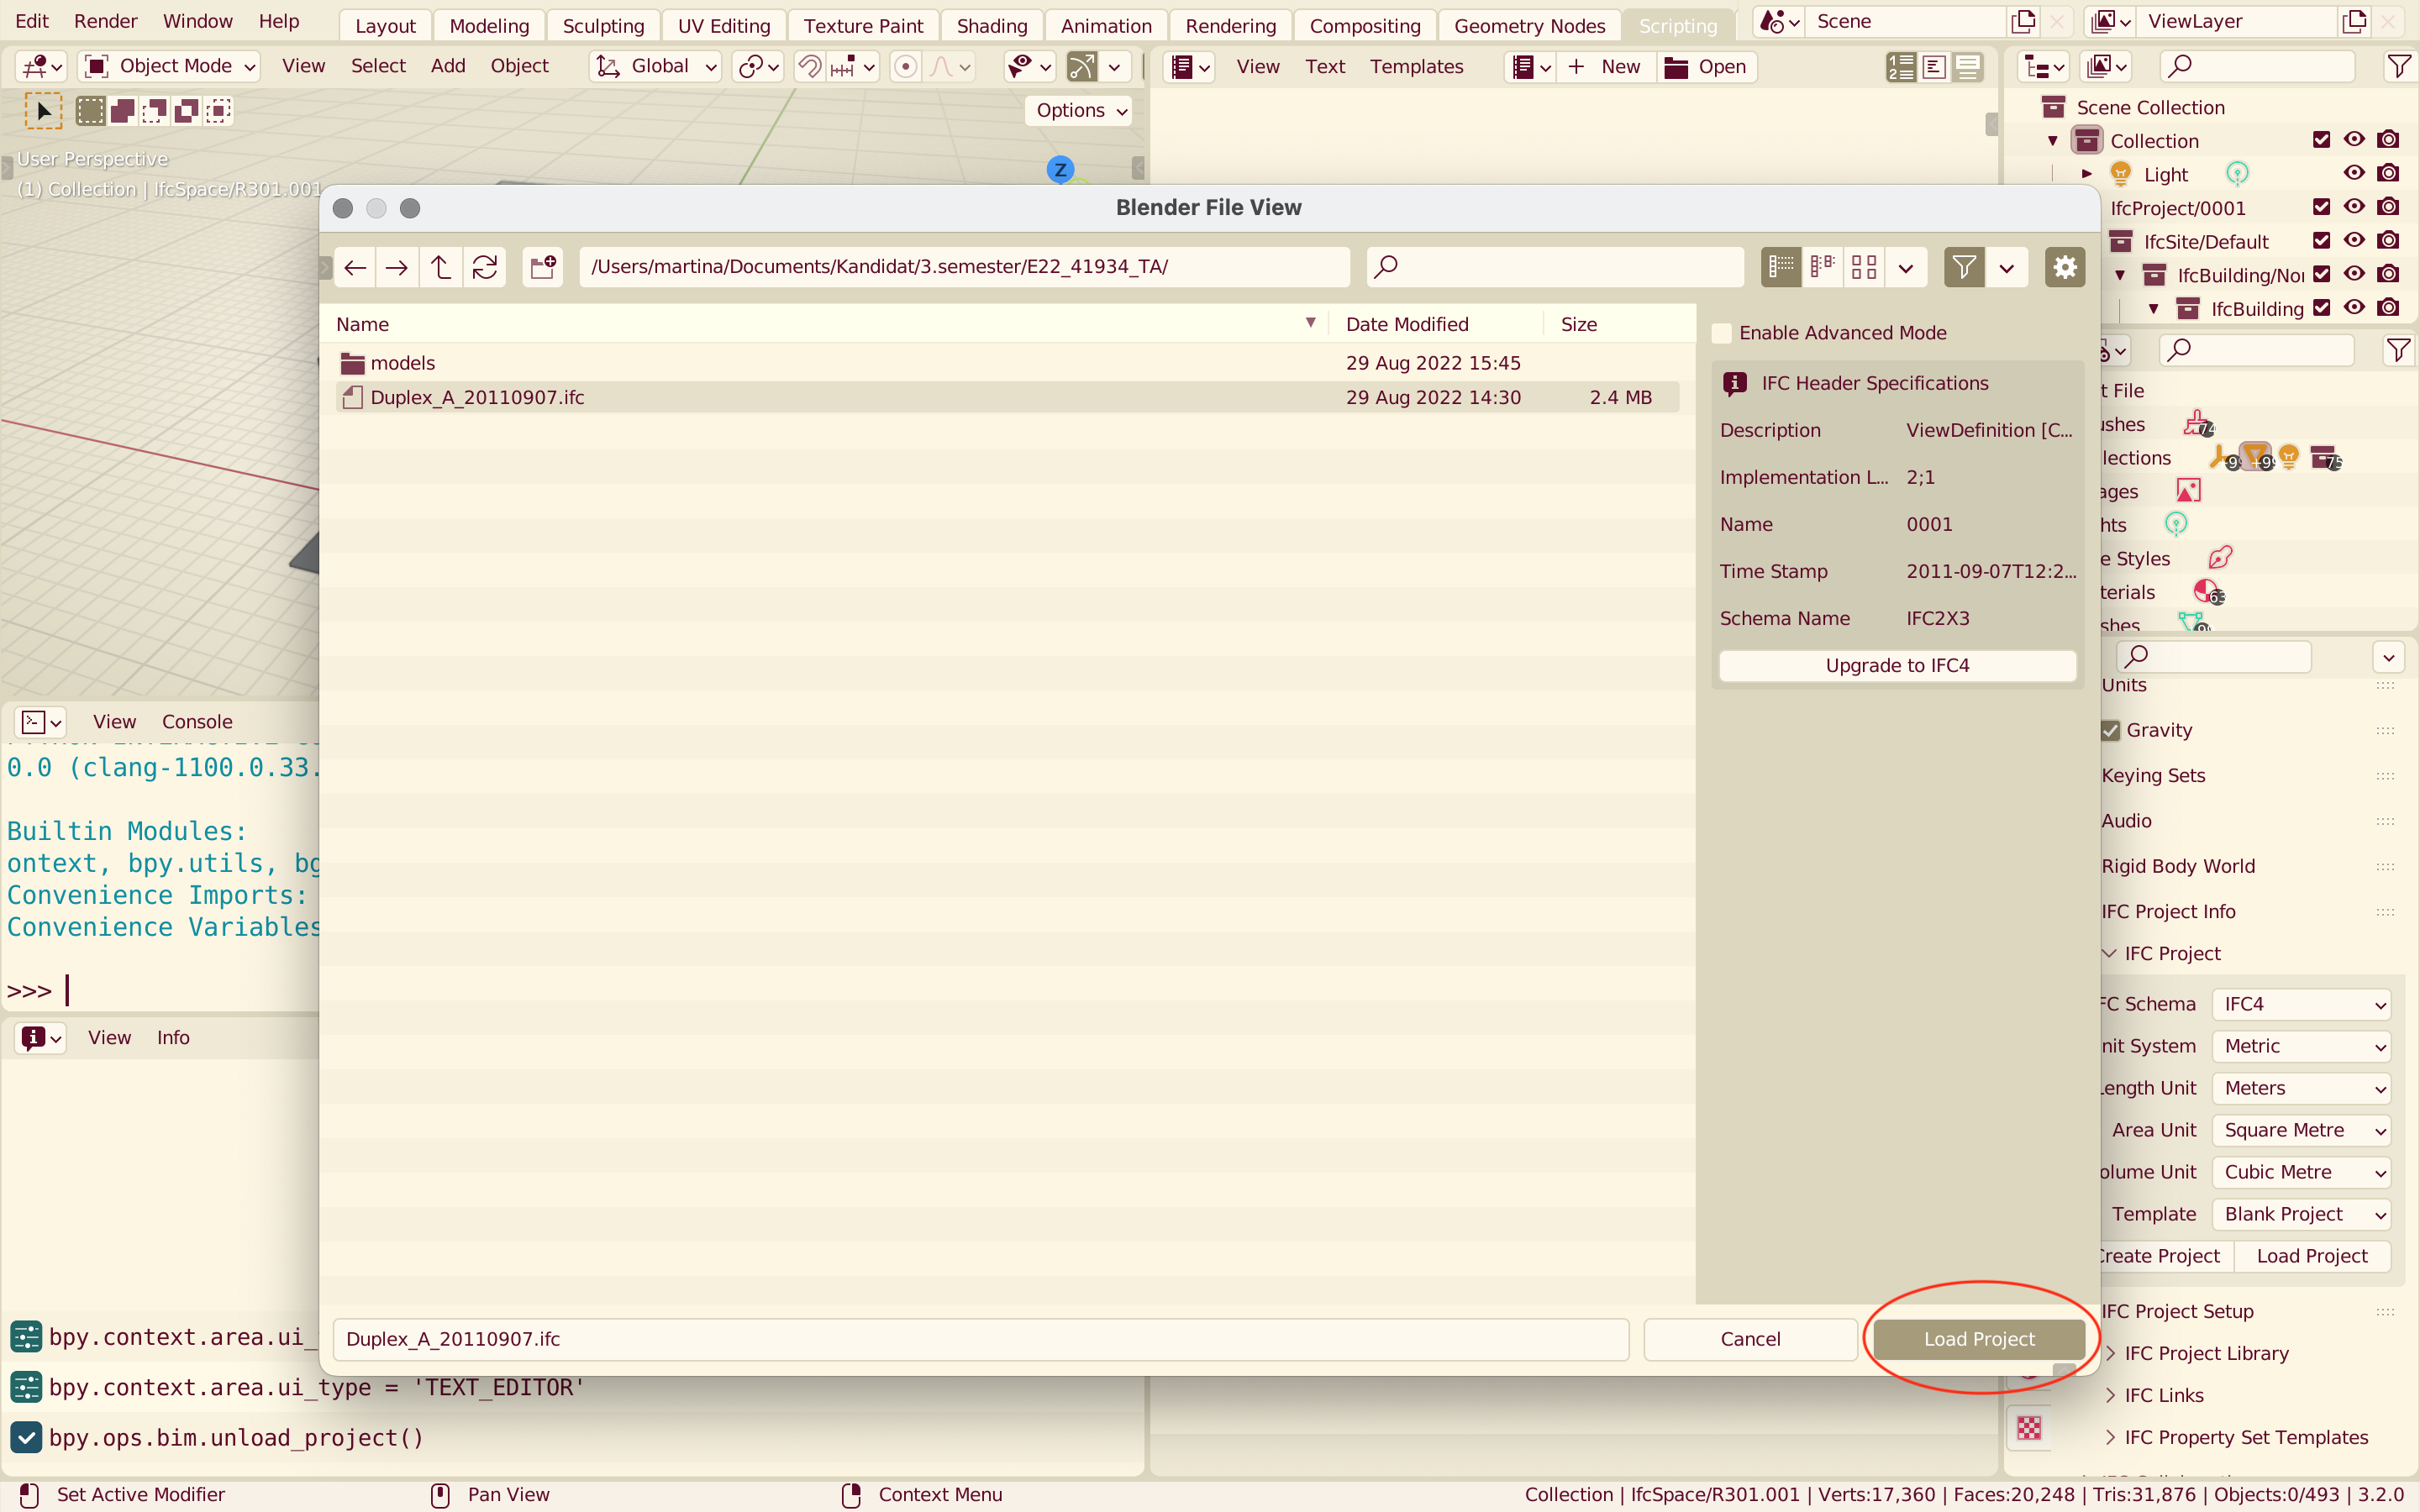 Edit Render Window Help Layout Modeling Sculpting UV Editing Texture Paint Shading Animation Rendering Compositing Geometry Nodes Scripting Scene ViewLayer
Object Mode View Select Add Object Global View Text Templates New Open
Options
User Perspective
(1) Collection | IfcSpace/R301.001
Z
Scene Collection
Collection
Light
IfcProject/0001
IfcSite/Default
IfcBuilding/Nor
IfcBuilding
Blender File View
/Users/martina/Documents/Kandidat/3.semester/E22_41934_TA/
Name Date Modified Size
models 29 Aug 2022 15:45
Duplex_A_20110907.ifc 29 Aug 2022 14:30 2.4 MB
Enable Advanced Mode
IFC Header Specifications
Description ViewDefinition [C...
Implementation L... 2;1
Name 0001
Time Stamp 2011-09-07T12:2...
Schema Name IFC2X3
Upgrade to IFC4
Duplex_A_20110907.ifc Cancel Load Project
t File
ushes 74
lections 75
ages
hts
e Styles
terials 63
shes
Units
Gravity
Keying Sets
Audio
Rigid Body World
IFC Project Info
IFC Project
FC Schema IFC4
nit System Metric
Length Unit Meters
Area Unit Square Metre
olume Unit Cubic Metre
Template Blank Project
Create Project Load Project
IFC Project Setup
IFC Project Library
IFC Links
IFC Property Set Templates
View Console
0.0 (clang-1100.0.33.
Builtin Modules:
ontext, bpy.utils, bg
Convenience Imports:
Convenience Variables
>>>
View Info
bpy.context.area.ui_
bpy.context.area.ui_type = 'TEXT_EDITOR'
bpy.ops.bim.unload_project()
Set Active Modifier Pan View Context Menu Collection | IfcSpace/R301.001 | Verts:17,360 | Faces:20,248 | Tris:31,876 | Objects:0/493 | 3.2.0